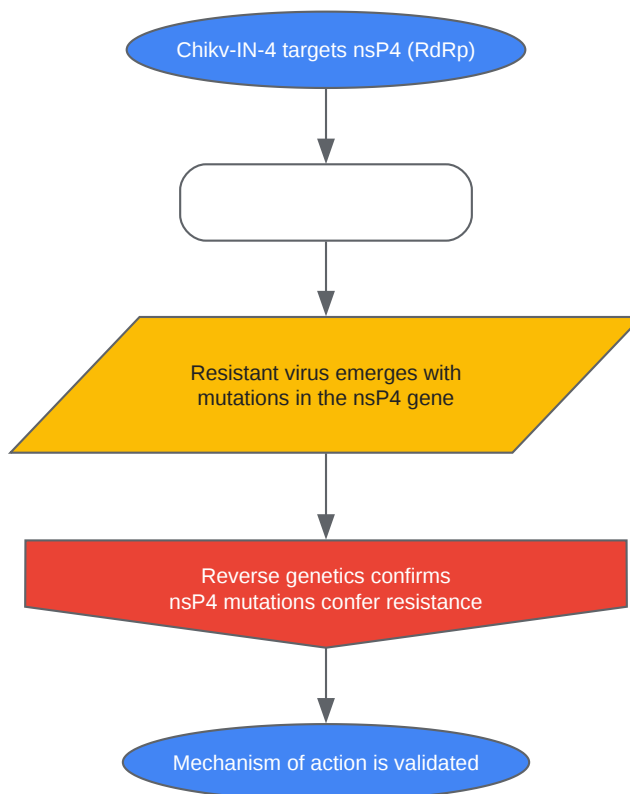 Chikv-IN-4 targets nsP4 (RdRp)
Resistant virus emerges with
mutations in the nsP4 gene
Reverse genetics confirms
nsP4 mutations confer resistance
Mechanism of action is validated